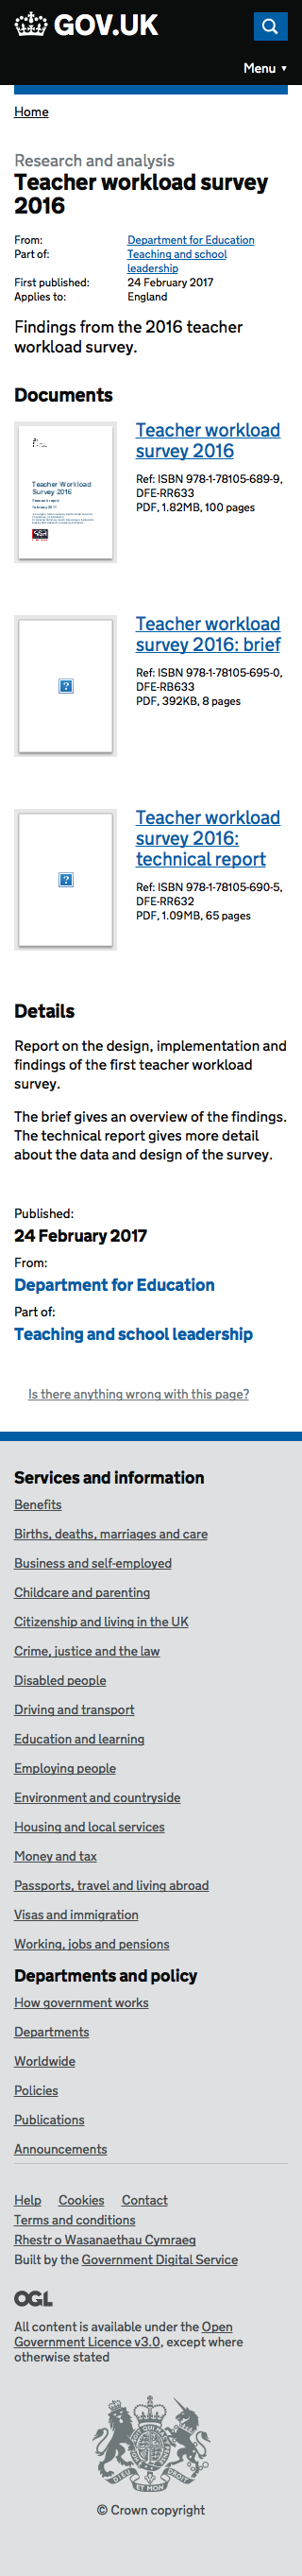 GOV.UK
Menu ▼
Home
Research and analysis
Teacher workload survey
2016
From:
Department for Education
Part of:
Teaching and school
leadership
First published:
24 February 2017
Applies to:
England
Findings from the 2016 teacher
workload survey.
Documents
Teacher Workload
Survey 2016
Teacher workload
survey 2016
Ref: ISBN 978-1-78105-689-9,
DFE-RR633
PDF, 1.82MB, 100 pages
?
Teacher workload
survey 2016: brief
Ref: ISBN 978-1-78105-695-0,
DFE-RB633
PDF, 392KB, 8 pages
?
Teacher workload
survey 2016:
technical report
Ref: ISBN 978-1-78105-690-5,
DFE-RR632
PDF, 1.09MB, 65 pages
Details
Report on the design, implementation and
findings of the first teacher workload
survey.
The brief gives an overview of the findings.
The technical report gives more detail
about the data and design of the survey.
Published:
24 February 2017
From:
Department for Education
Part of:
Teaching and school leadership
Is there anything wrong with this page?
Services and information
Benefits
Births, deaths, marriages and care
Business and self-employed
Childcare and parenting
Citizenship and living in the UK
Crime, justice and the law
Disabled people
Driving and transport
Education and learning
Employing people
Environment and countryside
Housing and local services
Money and tax
Passports, travel and living abroad
Visas and immigration
Working, jobs and pensions
Departments and policy
How government works
Departments
Worldwide
Policies
Publications
Announcements
Help Cookies Contact
Terms and conditions
Rhestr o Wasanaethau Cymraeg
Built by the Government Digital Service
OGL
All content is available under the Open
Government Licence v3.0, except where
otherwise stated
© Crown copyright